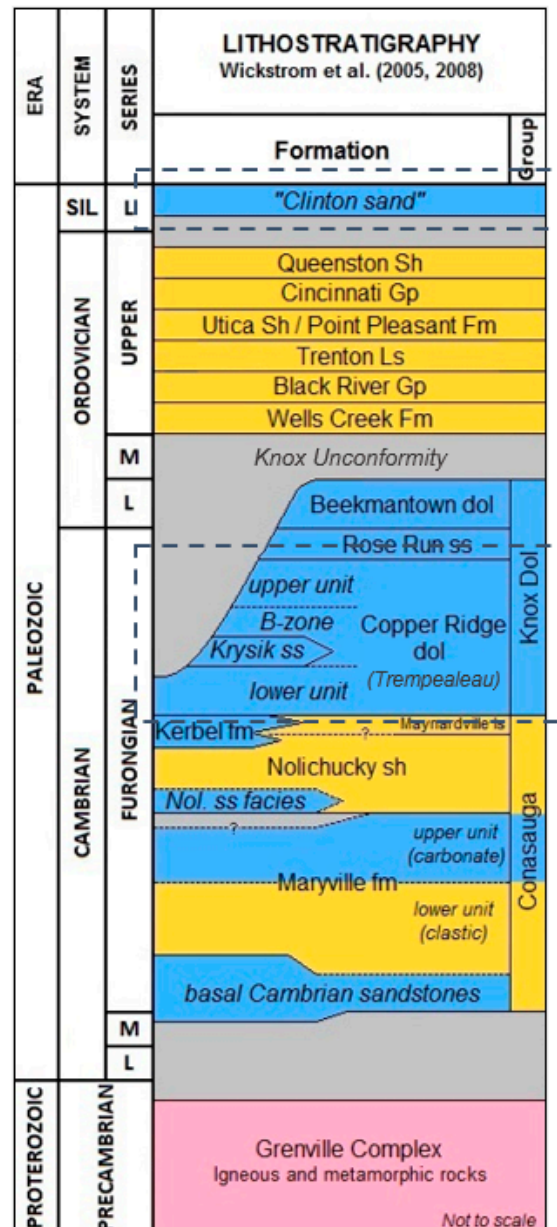 LITHOSTRATIGRAPHY
Wickstrom et al. (2005, 2008)
ERA
SYSTEM
SERIES
Formation
Group
SIL
LI
"Clinton sand"
PALEOZOIC
ORDOVICIAN
UPPER
Queenston Sh
Cincinnati Gp
Utica Sh / Point Pleasant Fm
Trenton Ls
Black River Gp
Wells Creek Fm
M
Knox Unconformity
L
Beekmantown dol
Knox Dol
CAMBRIAN
FURONGIAN
Rose Run ss
upper unit
B-zone
Copper Ridge
dol
Krysik ss
(Trempealeau)
lower unit
Kerbel fm
Maynardville ls
?
Nolichucky sh
Conasauga
Nol. ss facies
?
upper unit
(carbonate)
Maryville fm
lower unit
(clastic)
basal Cambrian sandstones
M
L
PROTEROZOIC
PRECAMBRIAN
Grenville Complex
Igneous and metamorphic rocks
Not to scale